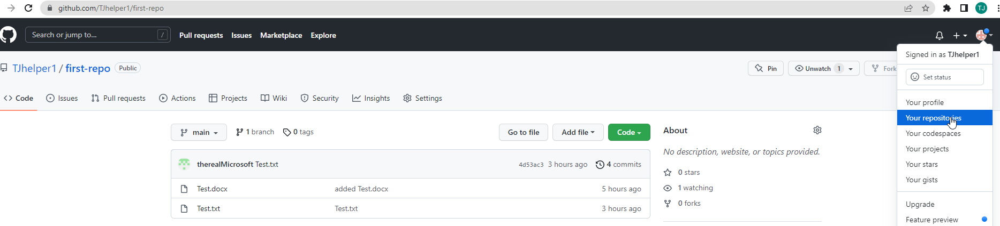 github.com/TJhelper1/first-repo
TJ
Search or jump to... /
Pull requests Issues Marketplace Explore
Signed in as TJhelper1
TJhelper1 / first-repo Public
Pin Unwatch 1 Fork
Set status
Code Issues Pull requests Actions Projects Wiki Security Insights Settings
Your profile
Your repositories
Your codespaces
Your projects
Your stars
Your gists
Upgrade
Feature preview
main 1 branch 0 tags Go to file Add file Code
therealMicrosoft Test.txt 4d53ac3 3 hours ago 4 commits
Test.docx added Test.docx 5 hours ago
Test.txt Test.txt 3 hours ago
About
No description, website, or topics provided.
0 stars
1 watching
0 forks